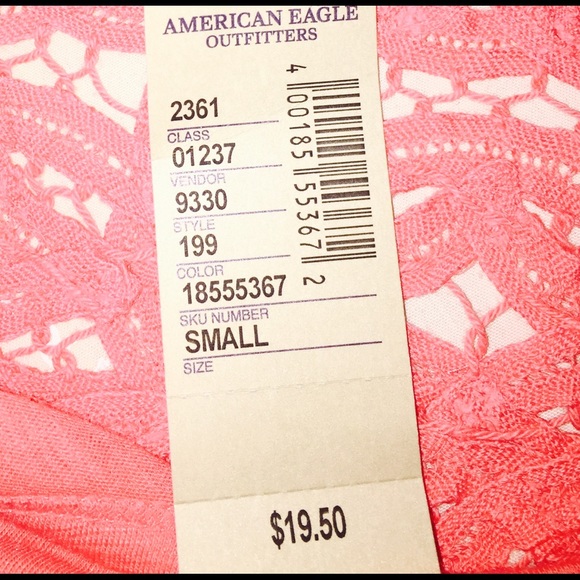 AMERICAN EAGLE
OUTFITTERS
2361
CLASS
01237
VENDOR
9330
STYLE
199
COLOR
18555367
SKU NUMBER
SMALL
SIZE
4 00185 55367 2
$19.50